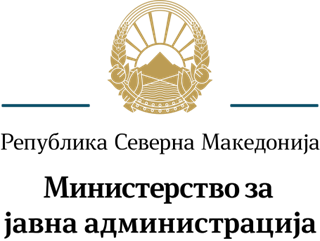 Република Северна Македонија
Министерство за
јавна администрација